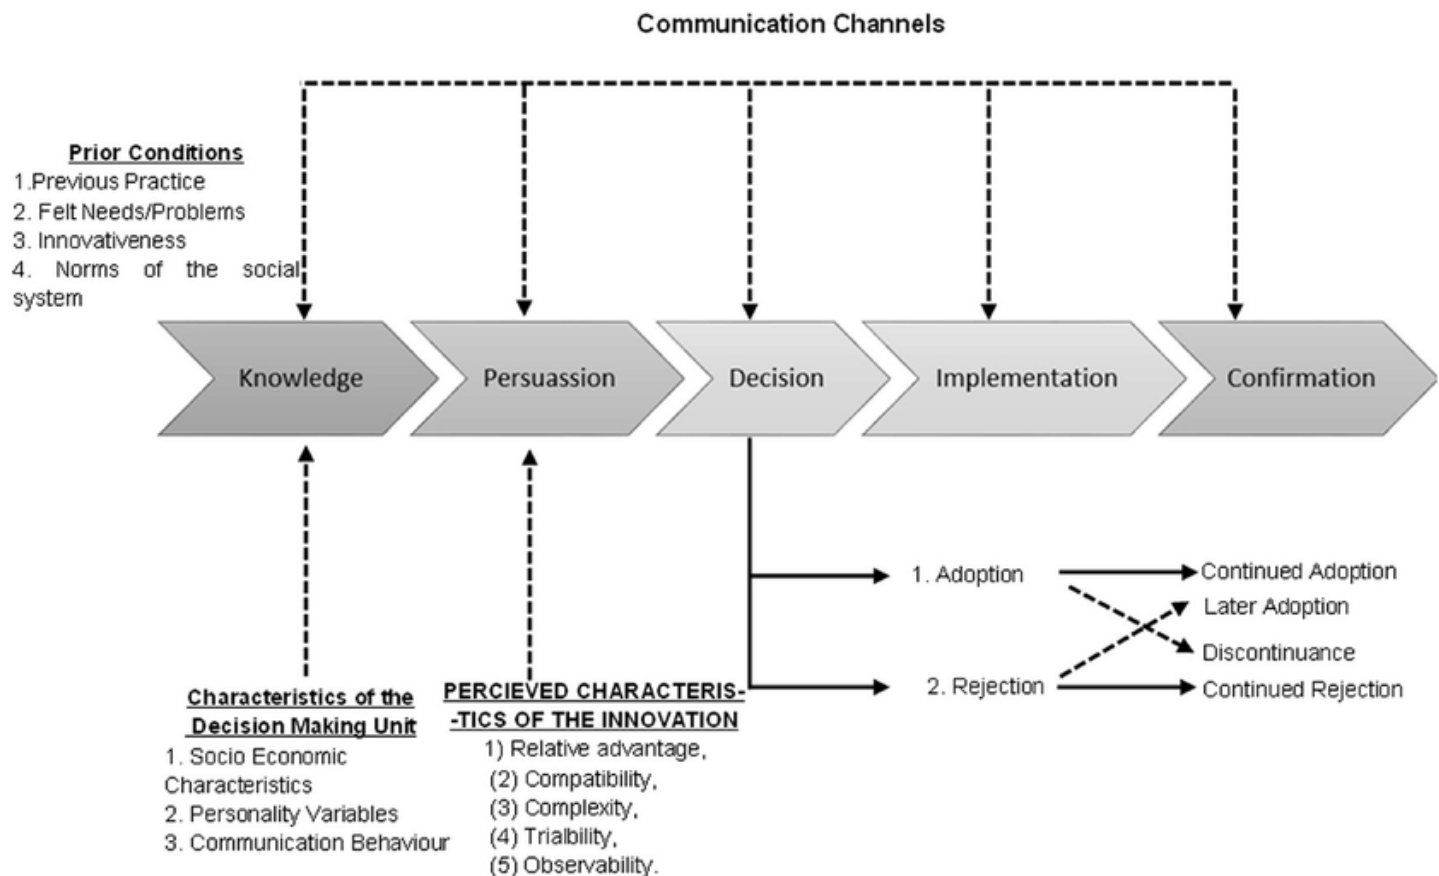 Communication Channels
Prior Conditions
1.Previous Practice
2. Felt Needs/Problems
3. Innovativeness
4. Norms of the social
system
Knowledge
Persuassion
Decision
Implementation
Confirmation
1. Adoption
Continued Adoption
Later Adoption
Discontinuance
2. Rejection
Continued Rejection
Characteristics of the
Decision Making Unit
1. Socio Economic
Characteristics
2. Personality Variables
3. Communication Behaviour
PERCIEVED CHARACTERIS-
-TICS OF THE INNOVATION
1) Relative advantage,
(2) Compatibility,
(3) Complexity,
(4) Trialbility,
(5) Observability.